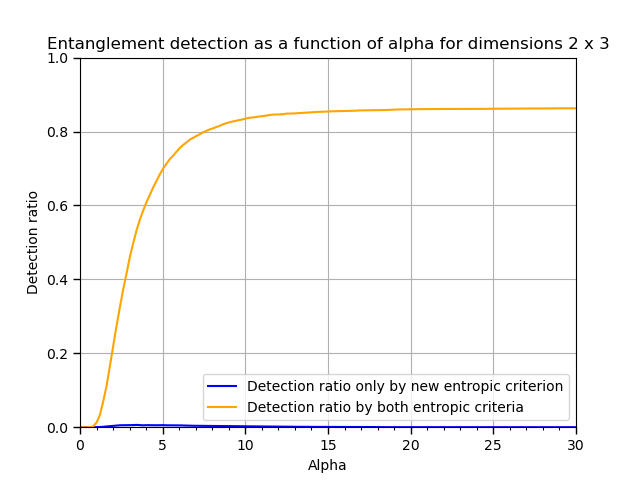 Entanglement detection as a function of alpha for dimensions 2 x 3
1.0
0.8
0.6
0.4
0.2
0.0
Detection ratio
Detection ratio only by new entropic criterion
Detection ratio by both entropic criteria
0 5 10 15 20 25 30
Alpha